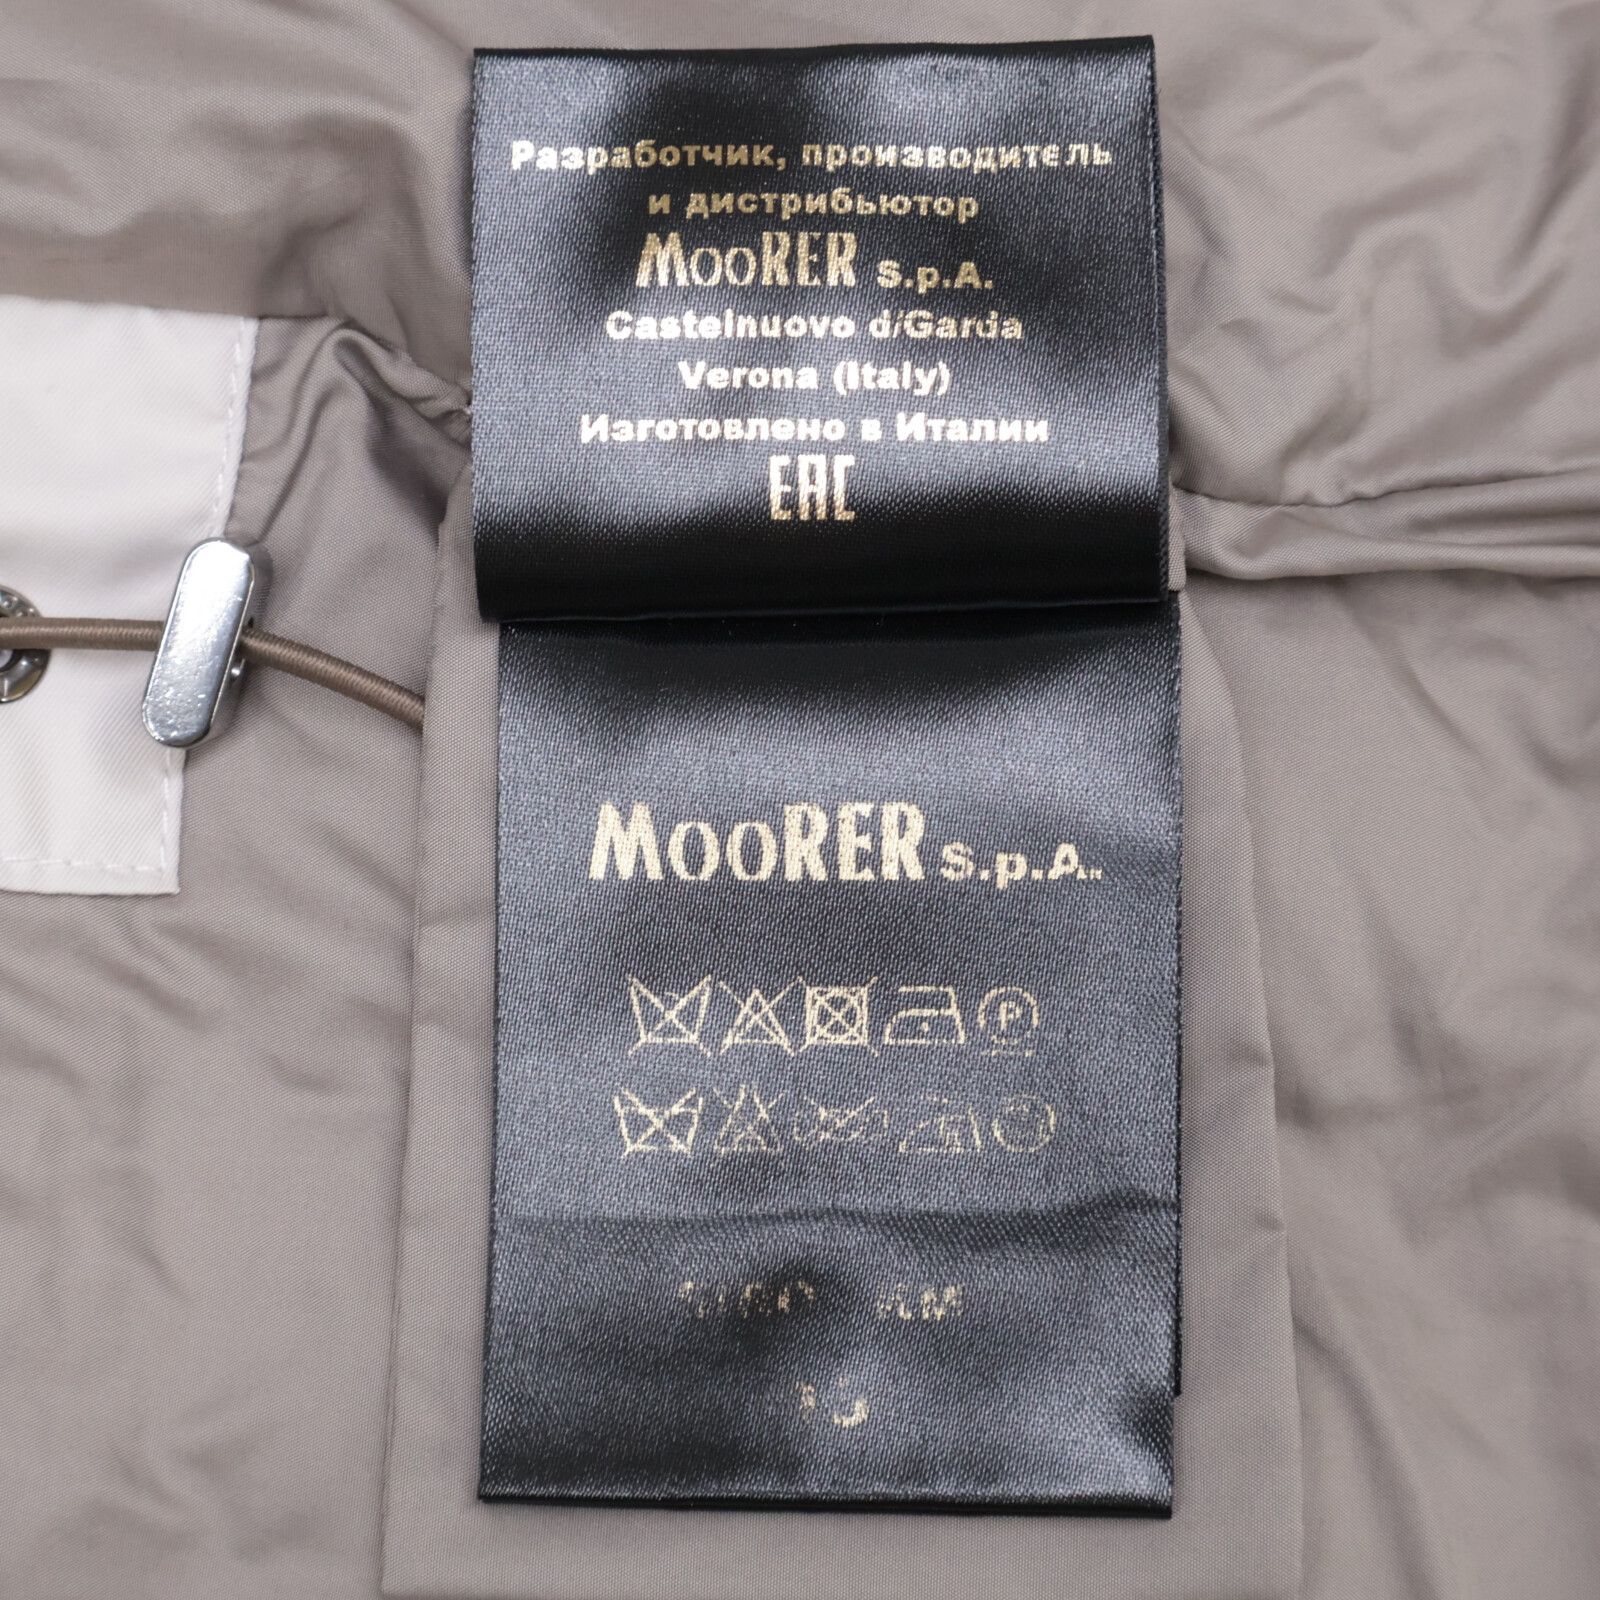 Разработчик, производитель
и дистрибьютор
MooRER S.p.A.
Castelnuovo d/Garda
Verona (Italy)
Изготовлено в Италии
EAC
MooRER S.p.A.
P